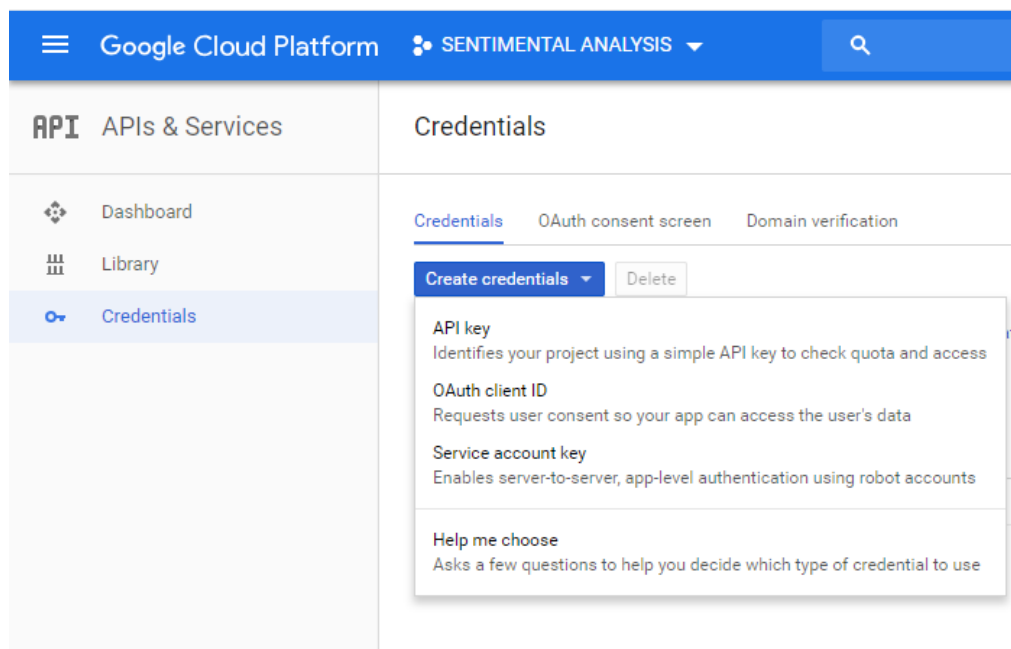 Google Cloud Platform
SENTIMENTAL ANALYSIS
API
APIs & Services
Credentials
Dashboard
Library
Credentials
Credentials
OAuth consent screen
Domain verification
Create credentials
Delete
API key
Identifies your project using a simple API key to check quota and access
OAuth client ID
Requests user consent so your app can access the user's data
Service account key
Enables server-to-server, app-level authentication using robot accounts
Help me choose
Asks a few questions to help you decide which type of credential to use